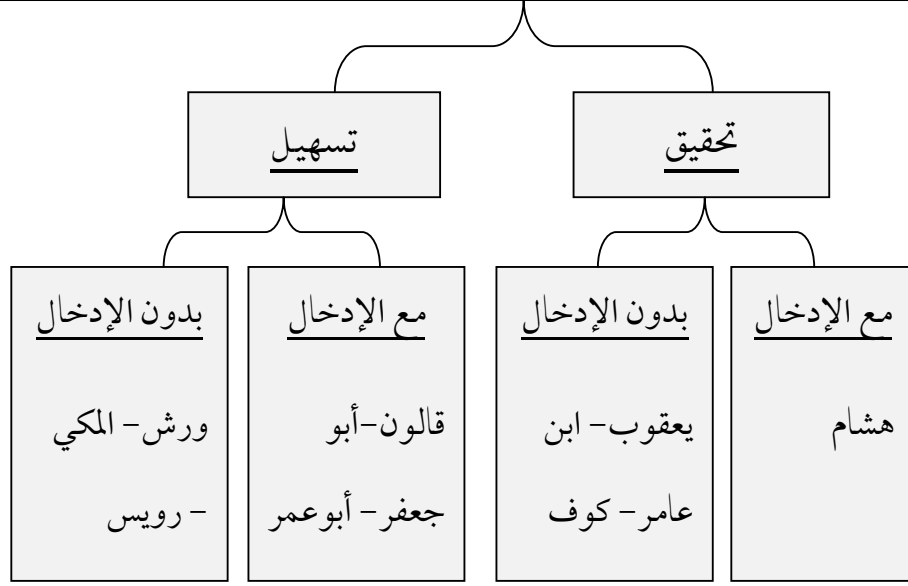 تحقيق
تسهيل
مع الإدخال
هشام
بدون الإدخال
يعقوب– ابن
عامر– كوف
مع الإدخال
قالون–أبو
جعفر– أبوعمر
بدون الإدخال
ورش– المكي
– رويس